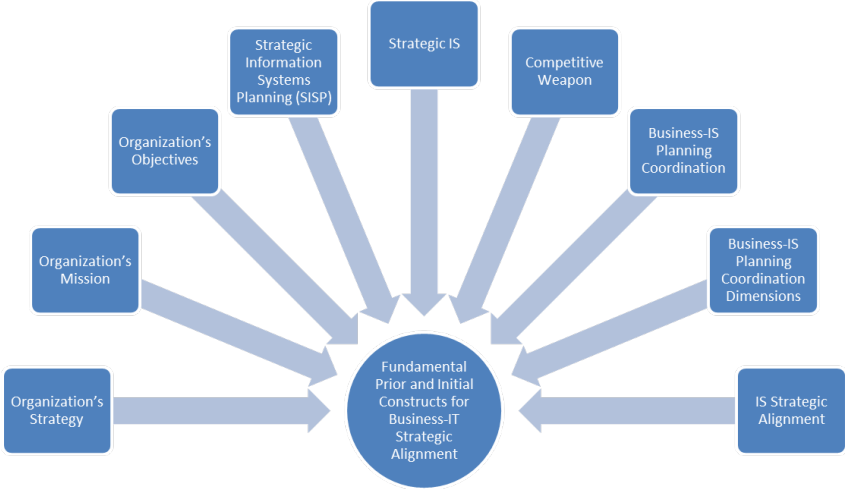 Strategic IS
Strategic
Information
Systems
Planning (SISP)
Competitive
Weapon
Organization's
Objectives
Business-IS
Planning
Coordination
Organization's
Mission
Business-IS
Planning
Coordination
Dimensions
Organization's
Strategy
Fundamental
Prior and Initial
Constructs for
Business-IT
Strategic
Alignment
IS Strategic
Alignment